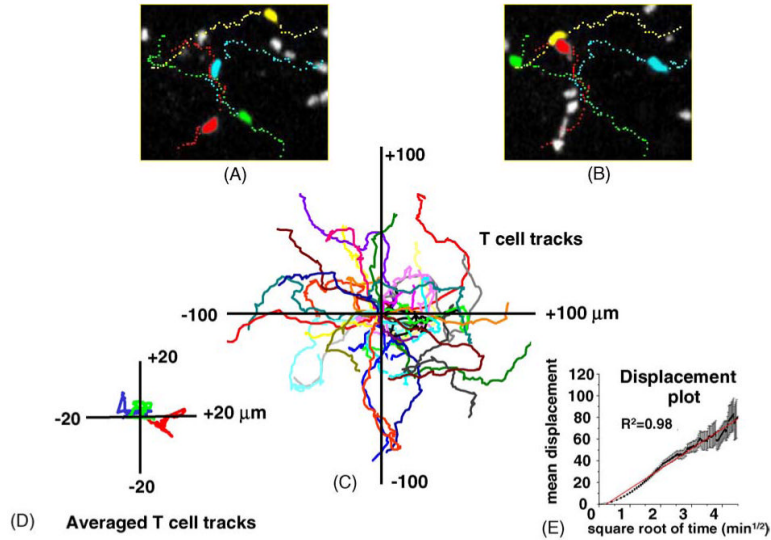 (A)
(B)
+100
T cell tracks
-100
+100 μm
-100
(C)
+20
-20
+20 μm
-20
(D)
Averaged T cell tracks
Displacement
plot
R²=0.98
mean displacement
120
100
80
60
40
20
0
0 1 2 3 4
square root of time (min1/2)
(E)